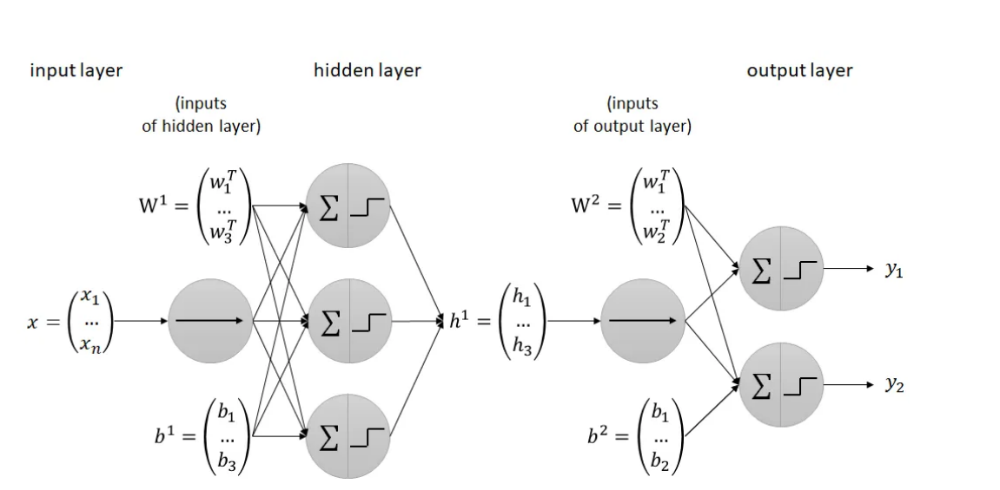 input layer
hidden layer
output layer
(inputs
of hidden layer)
(inputs
of output layer)
W¹ = (w₁ᵀ
...
w₃ᵀ)
Σ
x = (x₁
...
xₙ)
Σ
b¹ = (b₁
...
b₃)
Σ
h¹ = (h₁
...
h₃)
W² = (w₁ᵀ
...
w₂ᵀ)
b² = (b₁
...
b₂)
Σ
y₁
Σ
y₂